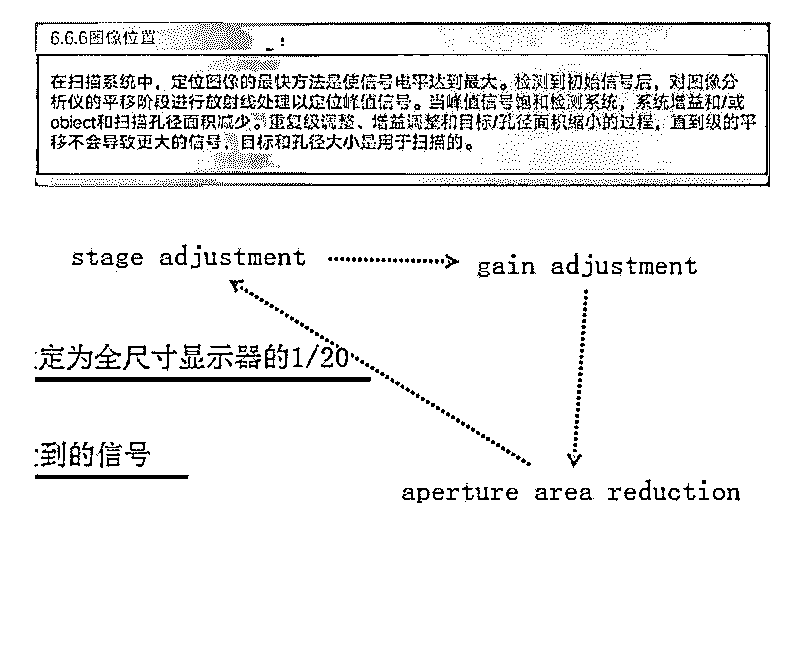 6.6.6图像位置
在扫描系统中，定位图像的最快方法是使信号电平达到最大。检测到初始信号后，对图像分
析仪的平移阶段进行放射线处理以定位峰值信号。当峰值信号饱和检测系统，系统增益和/或
obiect和扫描孔径面积减少。重复级调整、增益调整和目标/孔径面积缩小的过程，直到级的平
移不会导致更大的信号，目标和孔径大小是用于扫描的。
stage adjustment
gain adjustment
定为全尺寸显示器的1/20
到的信号
aperture area reduction